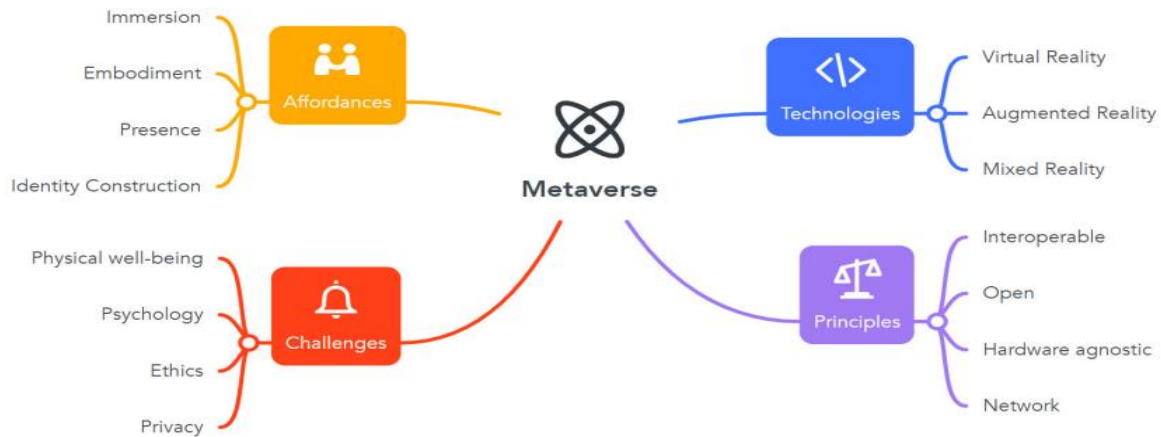 Immersion
Embodiment
Presence
Identity Construction
Affordances
Physical well-being
Psychology
Ethics
Privacy
Challenges
Metaverse
Technologies
Virtual Reality
Augmented Reality
Mixed Reality
Principles
Interoperable
Open
Hardware agnostic
Network